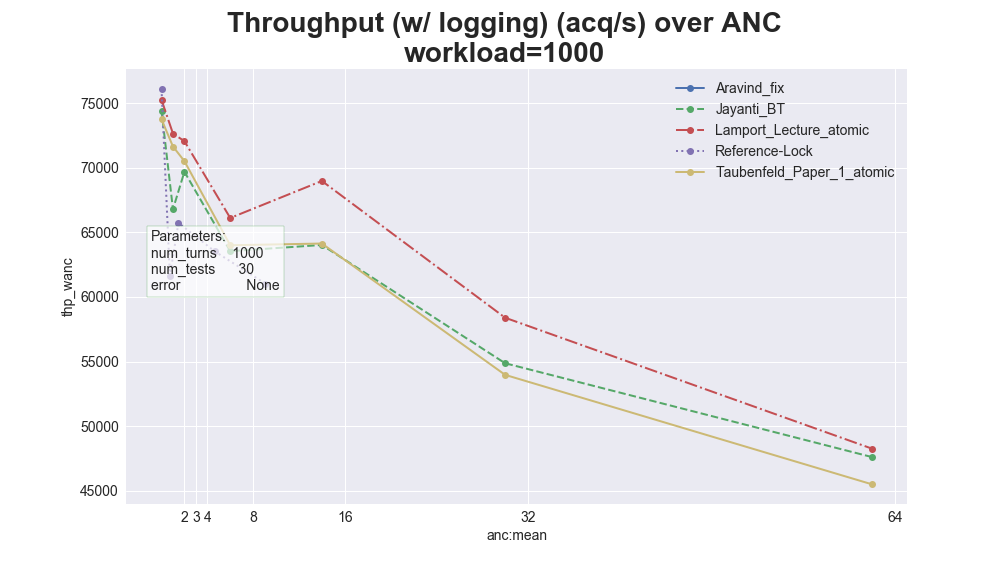 Throughput (w/ logging) (acq/s) over ANC
workload=1000
Aravind_fix
Jayanti_BT
Lamport_Lecture_atomic
Reference-Lock
Taubenfeld_Paper_1_atomic
75000
70000
65000
60000
55000
50000
45000
thp_wanc
Parameters:
num_turns 1000
num_tests 30
error None
2 3 4 8 16 32 64
anc:mean